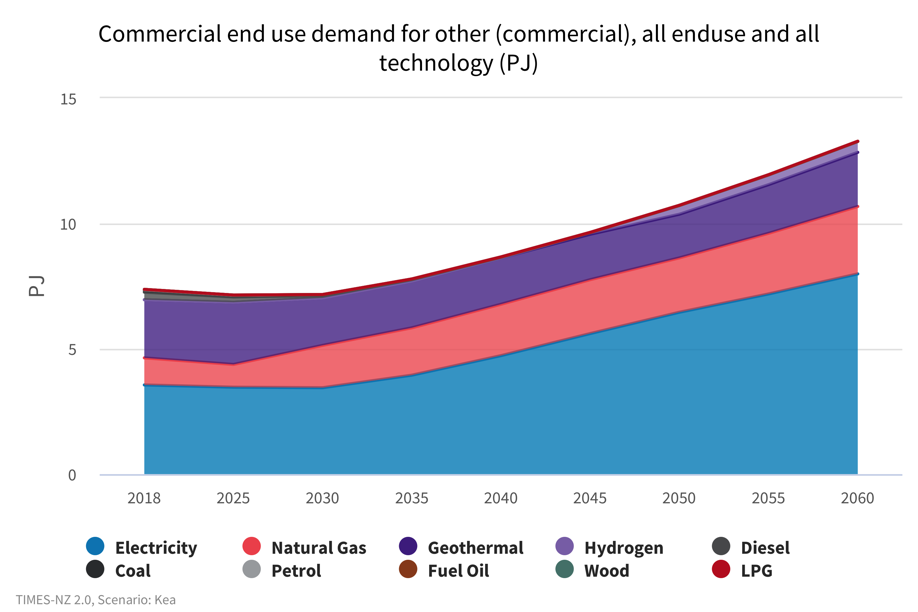 Commercial end use demand for other (commercial), all enduse and all
technology (PJ)
PJ
15
10
5
0
2018 2025 2030 2035 2040 2045 2050 2055 2060
Electricity Natural Gas Geothermal Hydrogen Diesel
Coal Petrol Fuel Oil Wood LPG
TIMES-NZ 2.0, Scenario: Kea